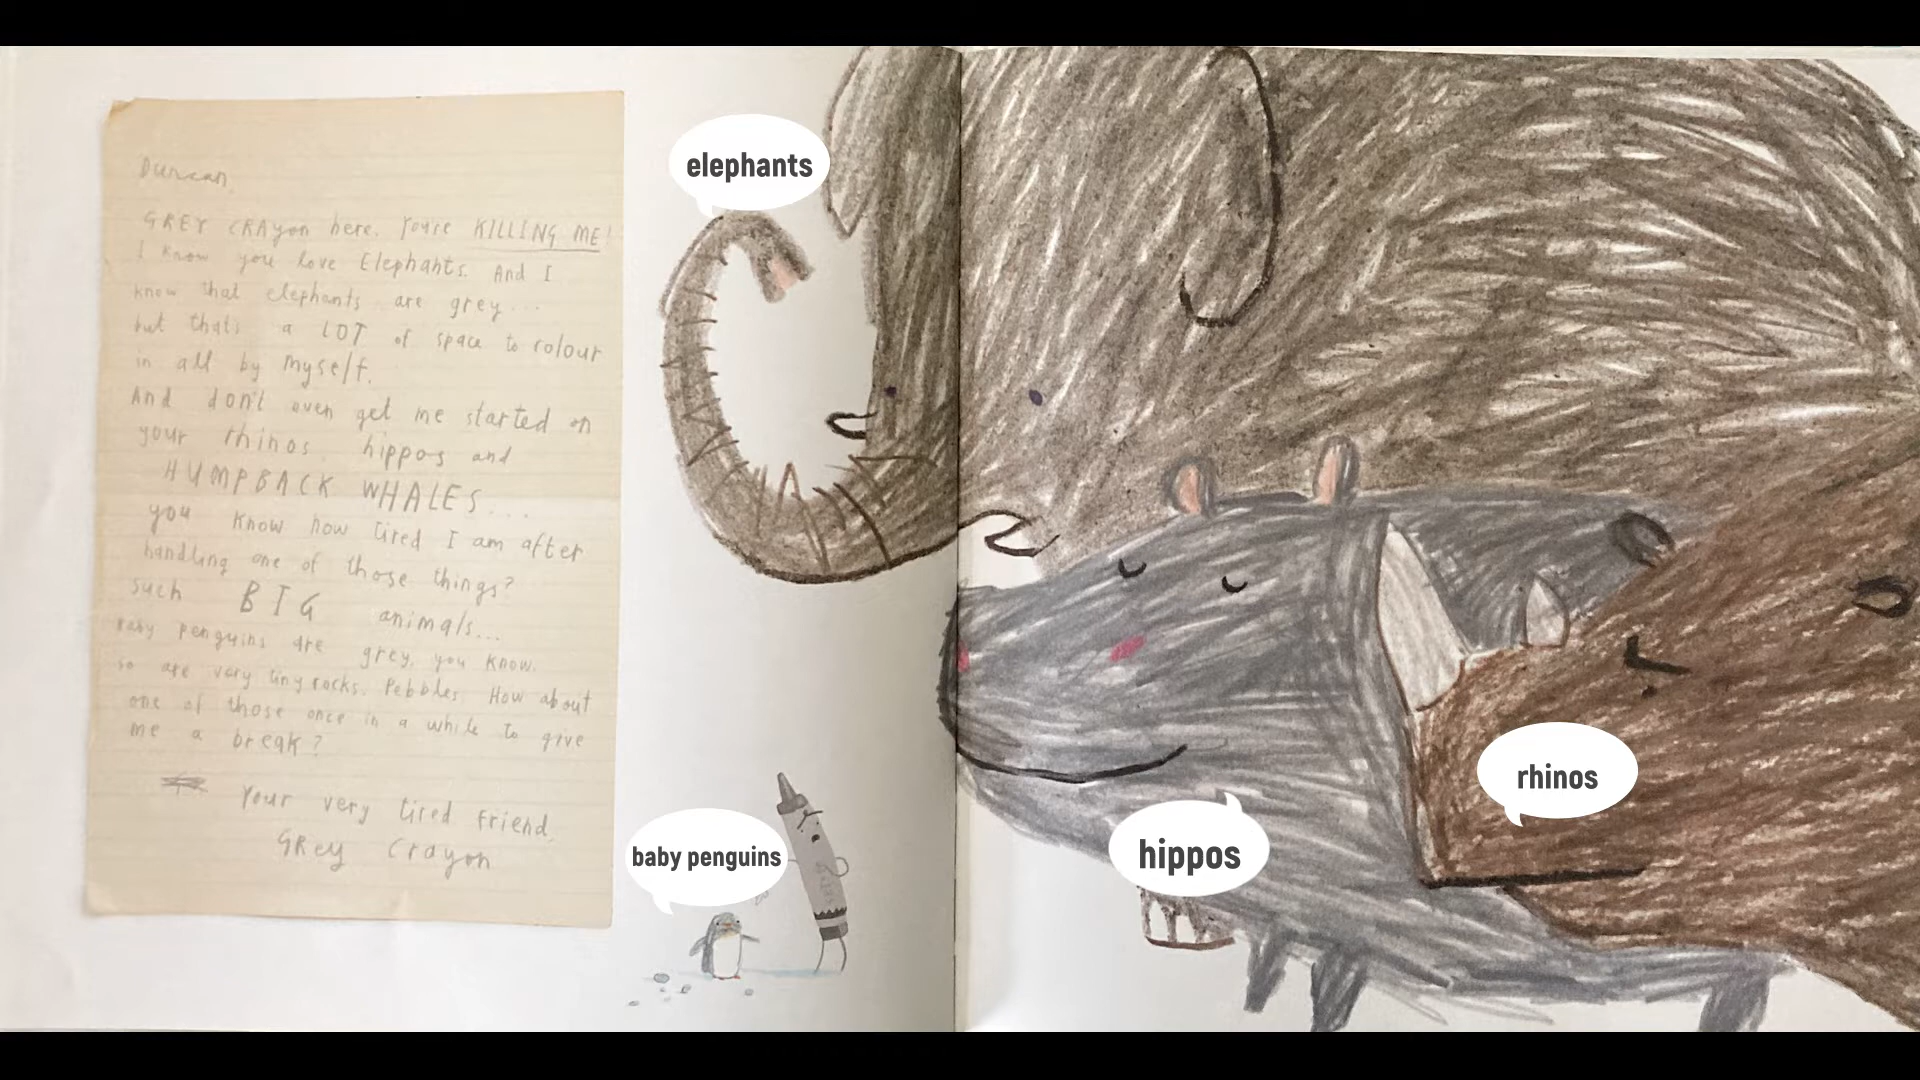 Duncan,
GREY CRAyon here. You're KILLING ME!
I know you love Elephants. And I
know that elephants are grey...
but thats a LOT of space to colour
in all by myself.
And don't even get me started on
your rhinos, hippos and
HUMPBACK WHALES...
you know how tired I am after
handling one of those things?
such BIG animals...
Baby penguins are grey, you know.
so are very tiny rocks. Pebbles. How about
one of those once in a while to give
me a break?
Your very tired friend,
GRey Crayon
elephants
baby penguins
hippos
rhinos